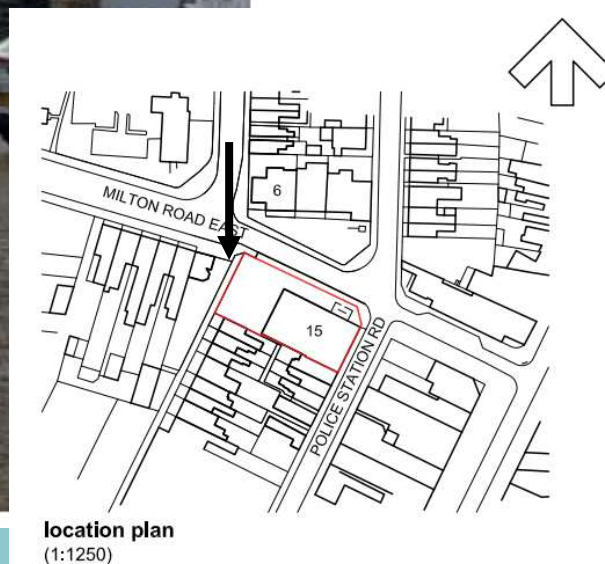 MILTON ROAD EAST
6
15
POLICE STATION RD
location plan
(1:1250)